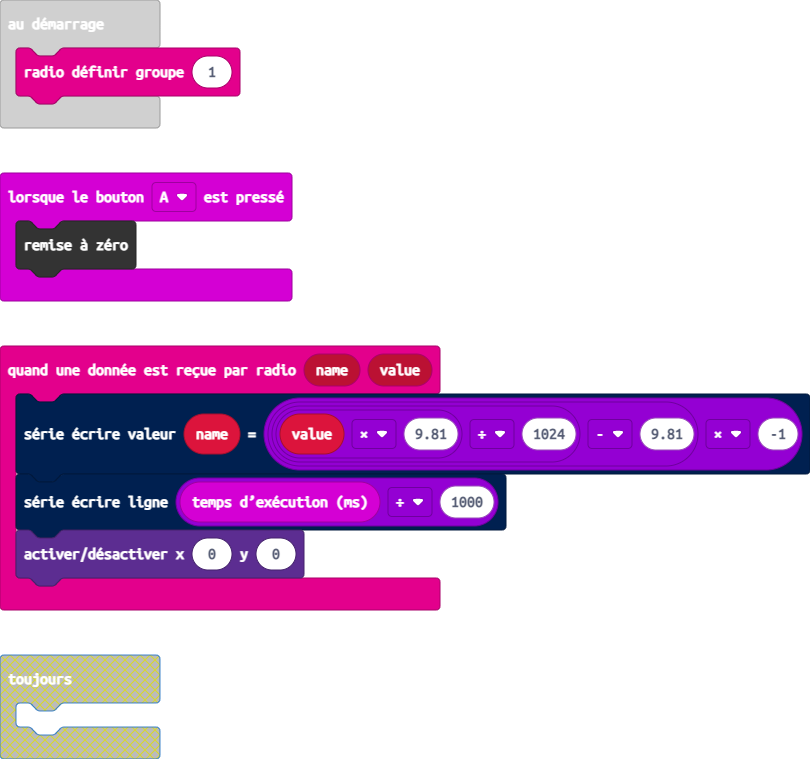 au démarrage
radio définir groupe 1
lorsque le bouton A est pressé
remise à zéro
quand une donnée est reçue par radio name value
série écrire valeur name = value × 9.81 ÷ 1024 - 9.81 × -1
série écrire ligne temps d’exécution (ms) ÷ 1000
activer/désactiver x 0 y 0
toujours